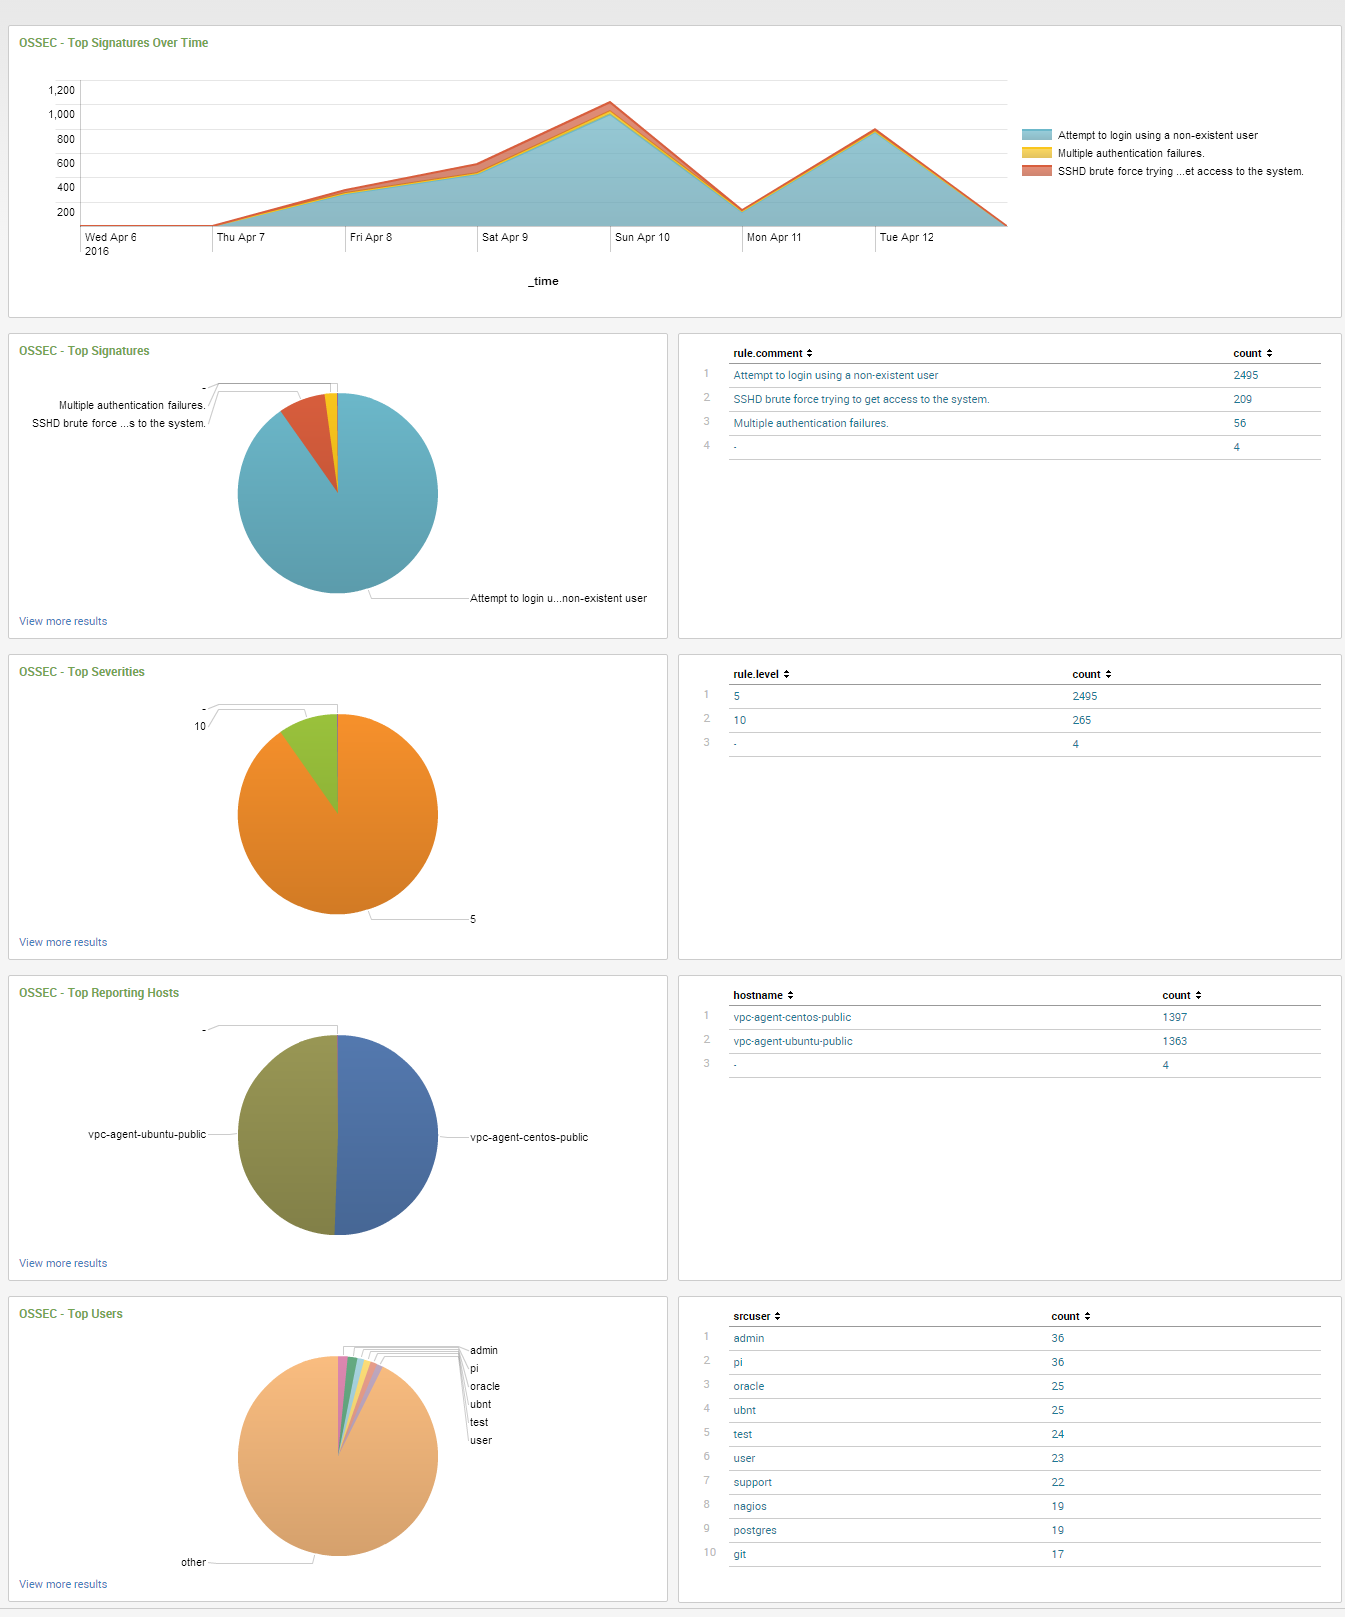 OSSEC - Top Signatures Over Time
1,200
1,000
800
600
400
200
Wed Apr 6
2016
Thu Apr 7
Fri Apr 8
Sat Apr 9
Sun Apr 10
Mon Apr 11
Tue Apr 12
_time
Attempt to login using a non-existent user
Multiple authentication failures.
SSHD brute force trying ...et access to the system.
OSSEC - Top Signatures
-
Multiple authentication failures.
SSHD brute force ...s to the system.
Attempt to login u...non-existent user
View more results
rule.comment count
1 Attempt to login using a non-existent user 2495
2 SSHD brute force trying to get access to the system. 209
3 Multiple authentication failures. 56
4 - 4
OSSEC - Top Severities
-
10
5
View more results
rule.level count
1 5 2495
2 10 265
3 - 4
OSSEC - Top Reporting Hosts
-
vpc-agent-ubuntu-public
vpc-agent-centos-public
View more results
hostname count
1 vpc-agent-centos-public 1397
2 vpc-agent-ubuntu-public 1363
3 - 4
OSSEC - Top Users
admin
pi
oracle
ubnt
test
user
other
View more results
srcuser count
1 admin 36
2 pi 36
3 oracle 25
4 ubnt 25
5 test 24
6 user 23
7 support 22
8 nagios 19
9 postgres 19
10 git 17